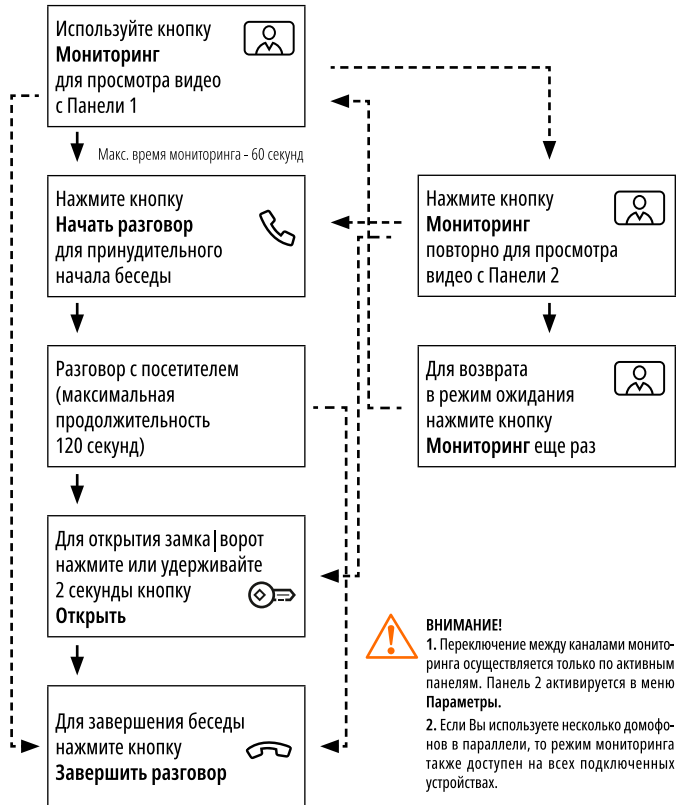 Используйте кнопку
Мониторинг
для просмотра видео
с Панели 1
Макс. время мониторинга - 60 секунд
Нажмите кнопку
Начать разговор
для принудительного
начала беседы
Разговор с посетителем
(максимальная
продолжительность
120 секунд)
Для открытия замка|ворот
нажмите или удерживайте
2 секунды кнопку
Открыть
Для завершения беседы
нажмите кнопку
Завершить разговор
Нажмите кнопку
Мониторинг
повторно для просмотра
видео с Панели 2
Для возврата
в режим ожидания
нажмите кнопку
Мониторинг еще раз
ВНИМАНИЕ!
1. Переключение между каналами монито-
ринга осуществляется только по активным
панелям. Панель 2 активируется в меню
Параметры.
2. Если Вы используете несколько домофо-
нов в параллели, то режим мониторинга
также доступен на всех подключенных
устройствах.